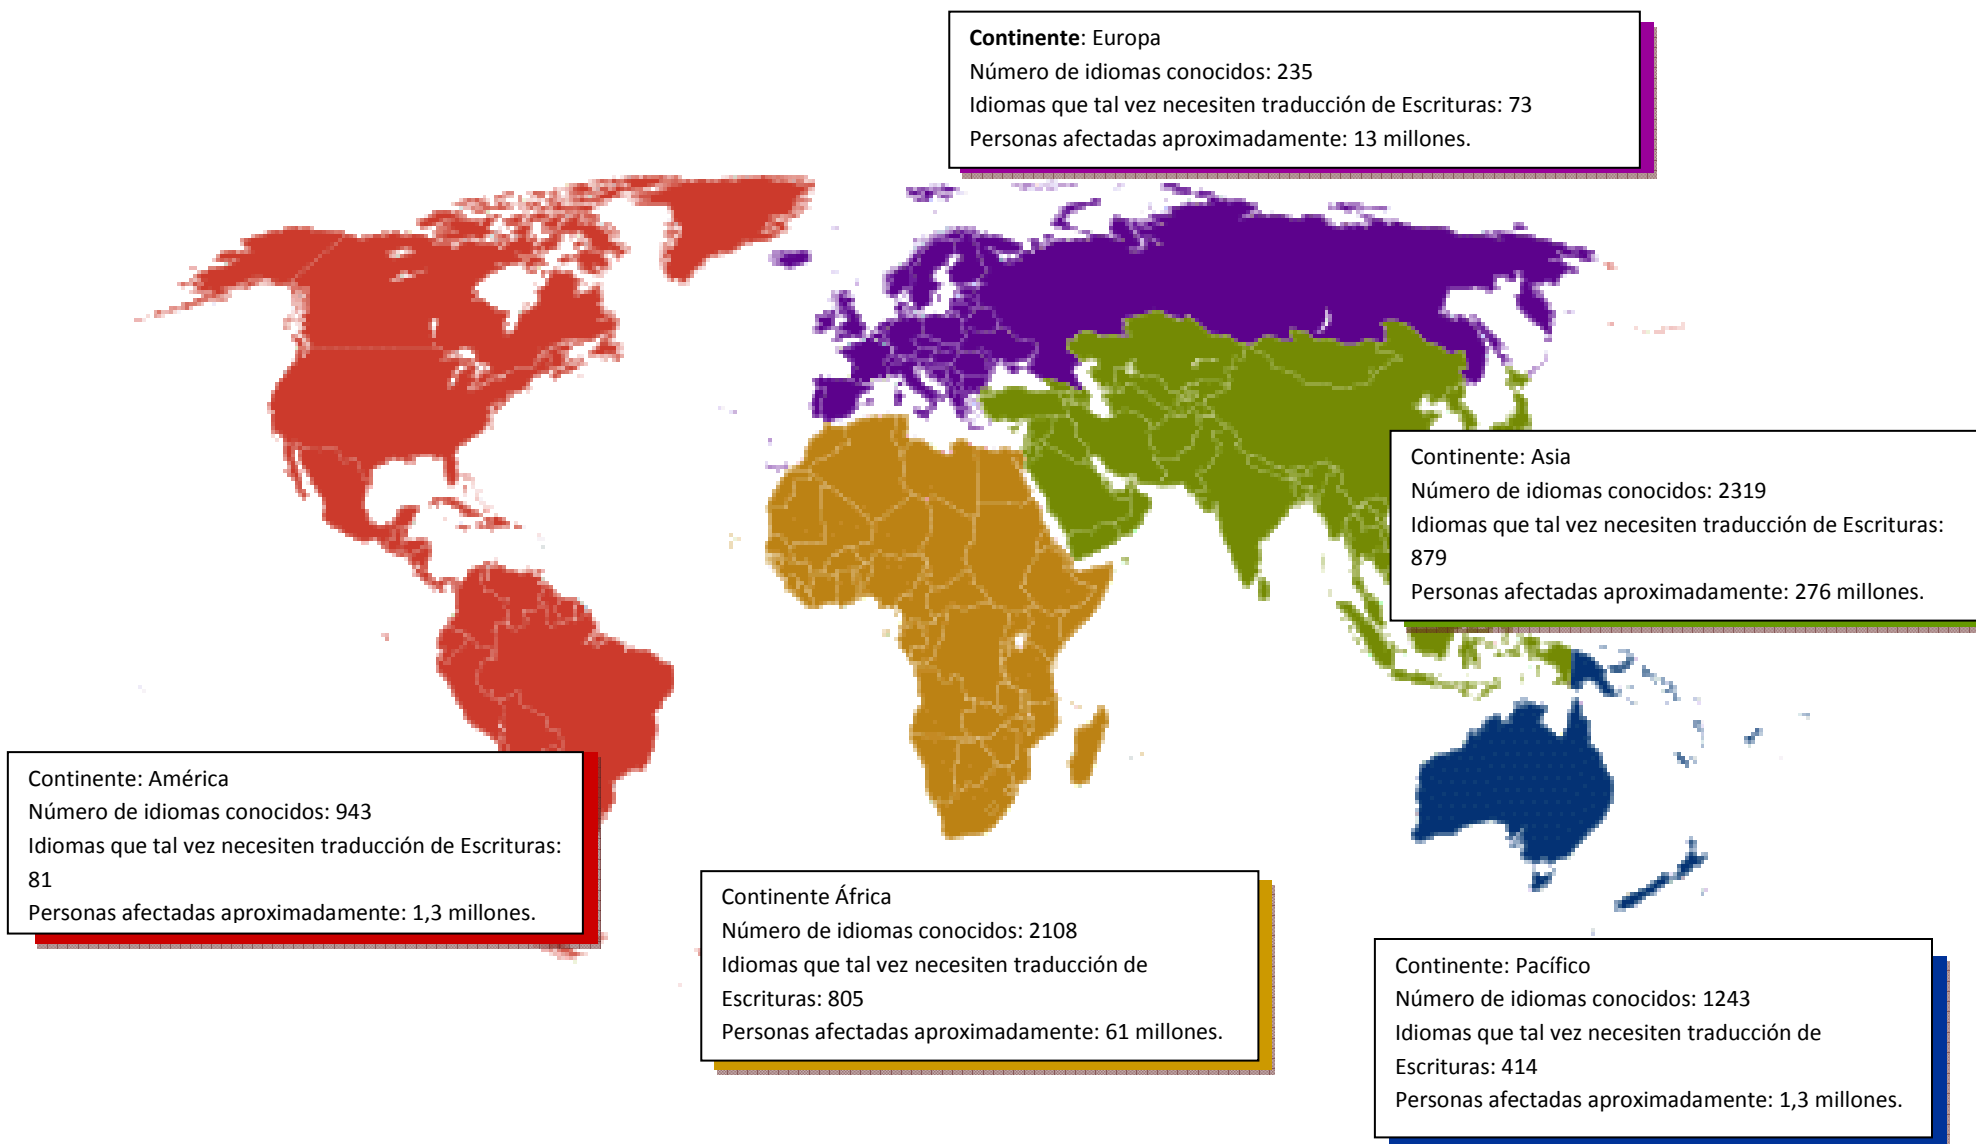 Continente: Europa
Número de idiomas conocidos: 235
Idiomas que tal vez necesiten traducción de Escrituras: 73
Personas afectadas aproximadamente: 13 millones.
Continente: Asia
Número de idiomas conocidos: 2319
Idiomas que tal vez necesiten traducción de Escrituras:
879
Personas afectadas aproximadamente: 276 millones.
Continente: América
Número de idiomas conocidos: 943
Idiomas que tal vez necesiten traducción de Escrituras:
81
Personas afectadas aproximadamente: 1,3 millones.
Continente África
Número de idiomas conocidos: 2108
Idiomas que tal vez necesiten traducción de
Escrituras: 805
Personas afectadas aproximadamente: 61 millones.
Continente: Pacífico
Número de idiomas conocidos: 1243
Idiomas que tal vez necesiten traducción de
Escrituras: 414
Personas afectadas aproximadamente: 1,3 millones.